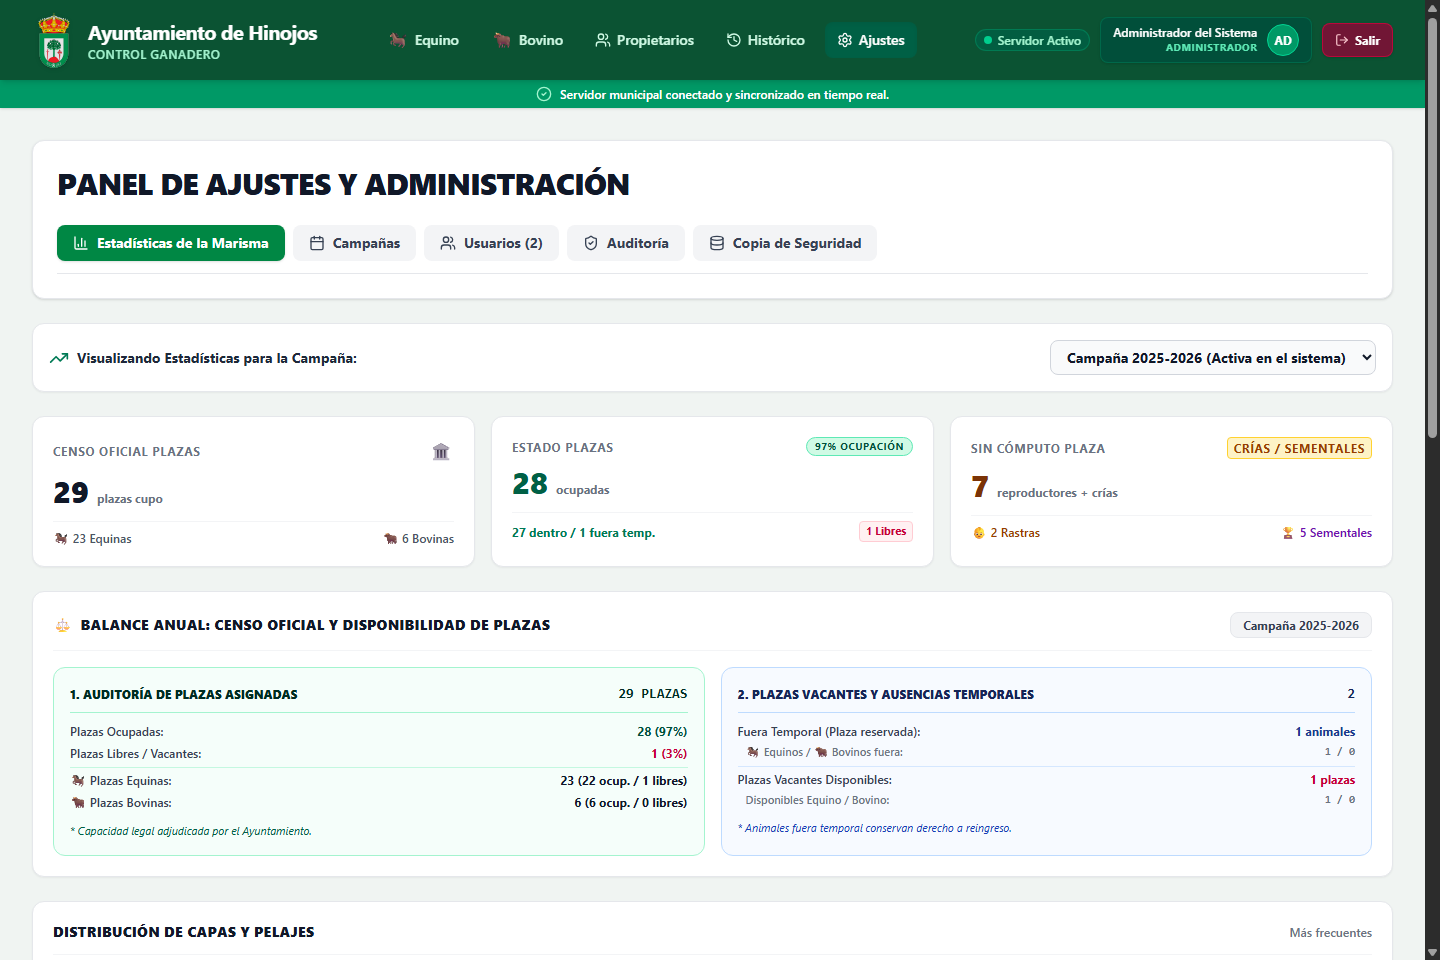 Ayuntamiento de Hinojos
CONTROL GANADERO
Equino
Bovino
Propietarios
Histórico
Ajustes
Servidor Activo
Administrador del Sistema
ADMINISTRADOR
AD
Salir
Servidor municipal conectado y sincronizado en tiempo real.
PANEL DE AJUSTES Y ADMINISTRACIÓN
Estadísticas de la Marisma
Campañas
Usuarios (2)
Auditoría
Copia de Seguridad
Visualizando Estadísticas para la Campaña:
Campaña 2025-2026 (Activa en el sistema)
CENSO OFICIAL PLAZAS
29 plazas cupo
23 Equinas
6 Bovinas
ESTADO PLAZAS
97% OCUPACIÓN
28 ocupadas
27 dentro / 1 fuera temp.
1 Libres
SIN CÓMPUTO PLAZA
CRÍAS / SEMENTALES
7 reproductores + crías
2 Rastras
5 Sementales
BALANCE ANUAL: CENSO OFICIAL Y DISPONIBILIDAD DE PLAZAS
Campaña 2025-2026
1. AUDITORÍA DE PLAZAS ASIGNADAS
29 PLAZAS
Plazas Ocupadas:
28 (97%)
Plazas Libres / Vacantes:
1 (3%)
Plazas Equinas:
23 (22 ocup. / 1 libres)
Plazas Bovinas:
6 (6 ocup. / 0 libres)
* Capacidad legal adjudicada por el Ayuntamiento.
2. PLAZAS VACANTES Y AUSENCIAS TEMPORALES
2
Fuera Temporal (Plaza reservada):
1 animales
Equinos / Bovinos fuera:
1 / 0
Plazas Vacantes Disponibles:
1 plazas
Disponibles Equino / Bovino:
1 / 0
* Animales fuera temporal conservan derecho a reingreso.
DISTRIBUCIÓN DE CAPAS Y PELAJES
Más frecuentes